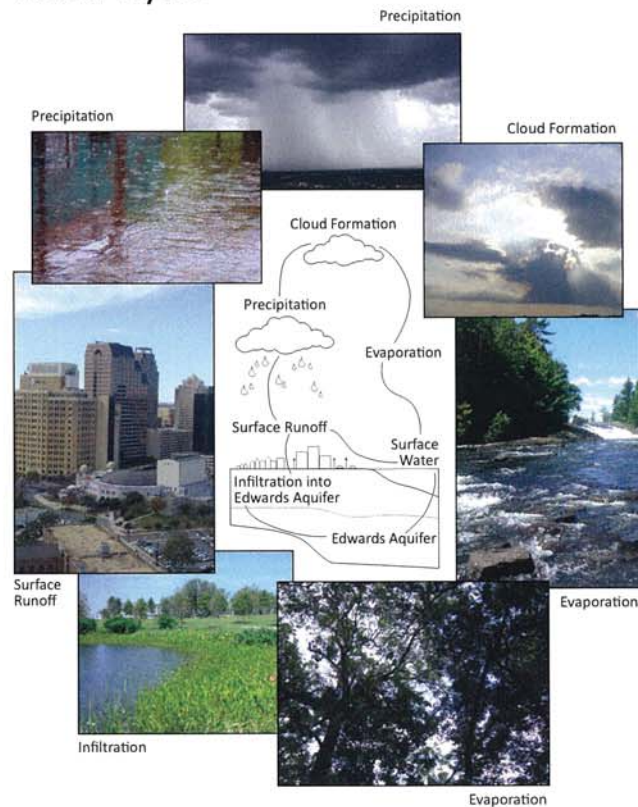 Precipitation
Precipitation
Cloud Formation
Cloud Formation
Precipitation
Evaporation
Surface Runoff
Surface
Water
Infiltration into
Edwards Aquifer
Edwards Aquifer
Surface
Runoff
Evaporation
Infiltration
Evaporation